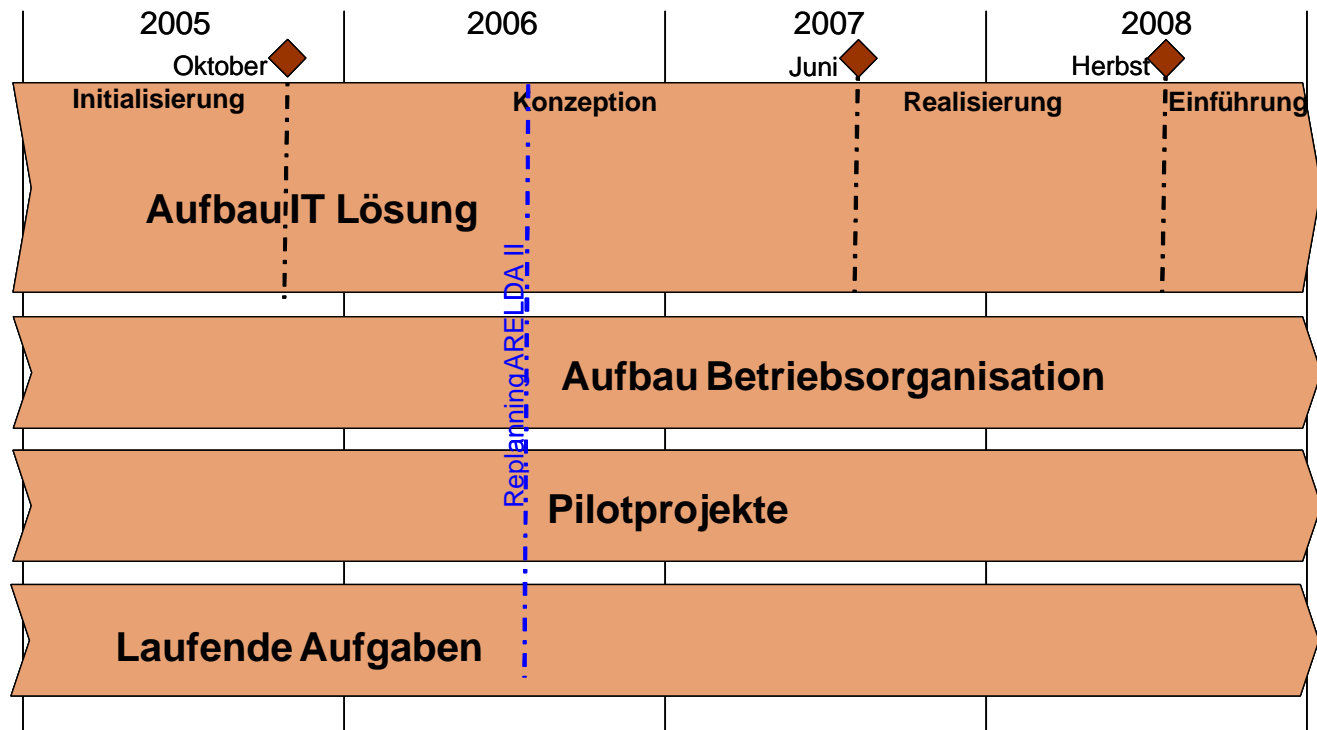 2005 2006 2007 2008
Oktober Juni Herbst
Initialisierung Konzeption Realisierung Einführung
Aufbau IT Lösung
Replanning ARELDA II
Aufbau Betriebsorganisation
Pilotprojekte
Laufende Aufgaben